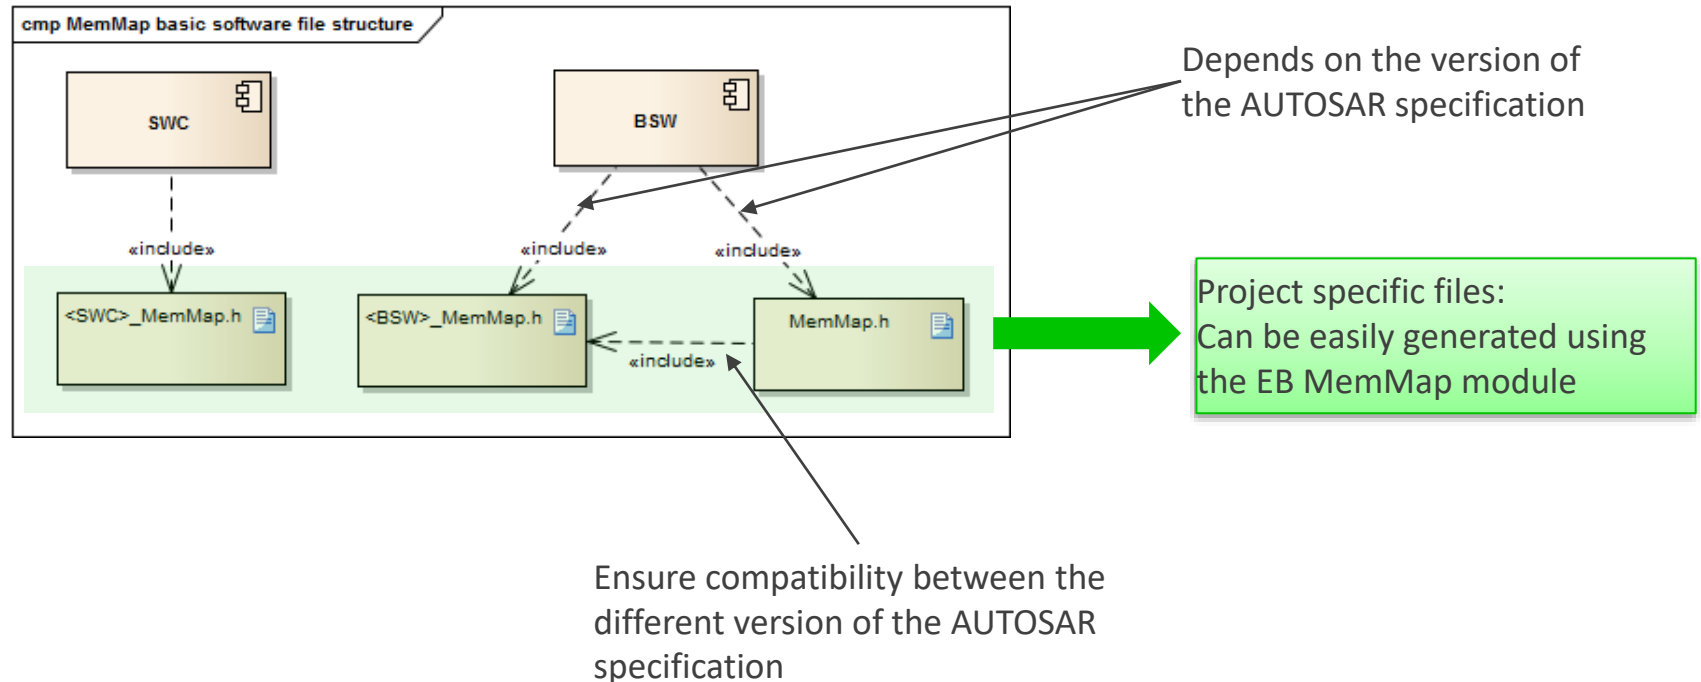 cmp MemMap basic software file structure
SWC
BSW
Depends on the version of
the AUTOSAR specification
«include»
«include»
«include»
<SWC>_MemMap.h
<BSW>_MemMap.h
MemMap.h
«include»
Project specific files:
Can be easily generated using
the EB MemMap module
Ensure compatibility between the
different version of the AUTOSAR
specification